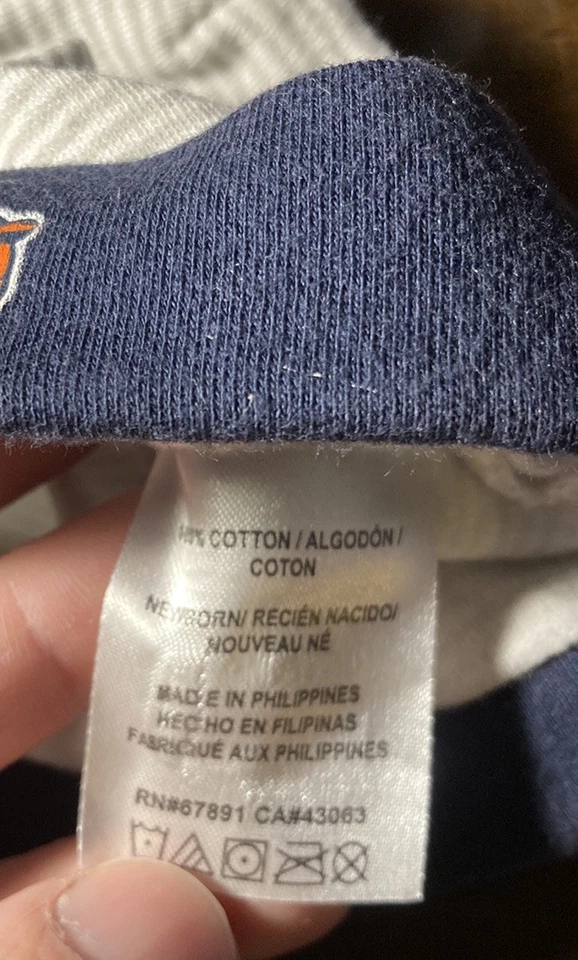 COTTON / ALGODÓN /
COTON
NEWBORN/ RECIÉN NACIDO/
NOUVEAU NÉ
MADE IN PHILIPPINES
HECHO EN FILIPINAS
FABRIQUÉ AUX PHILIPPINES
RN#67891 CA#43063